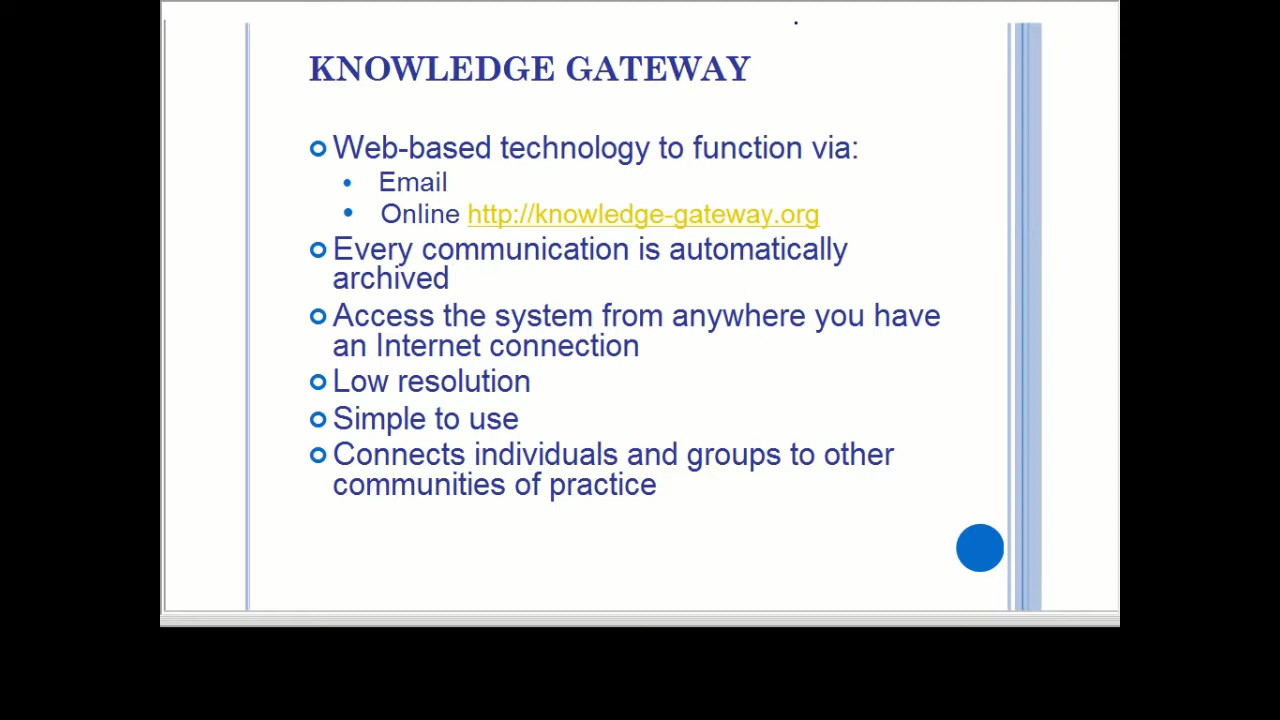 KNOWLEDGE GATEWAY
Web-based technology to function via:
Email
Online http://knowledge-gateway.org
Every communication is automatically
archived
Access the system from anywhere you have
an Internet connection
Low resolution
Simple to use
Connects individuals and groups to other
communities of practice